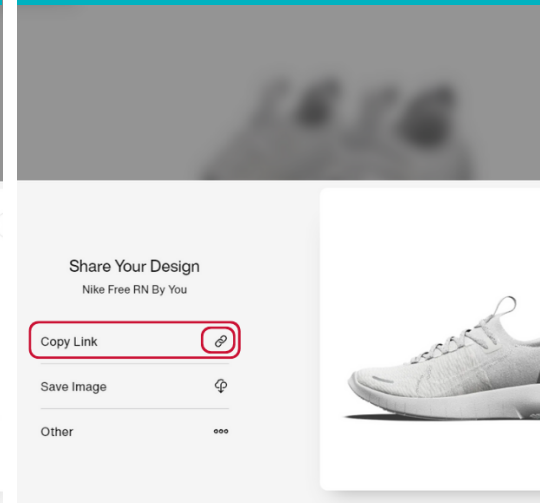 Share Your Design
Nike Free RN By You
Copy Link
Save Image
Other